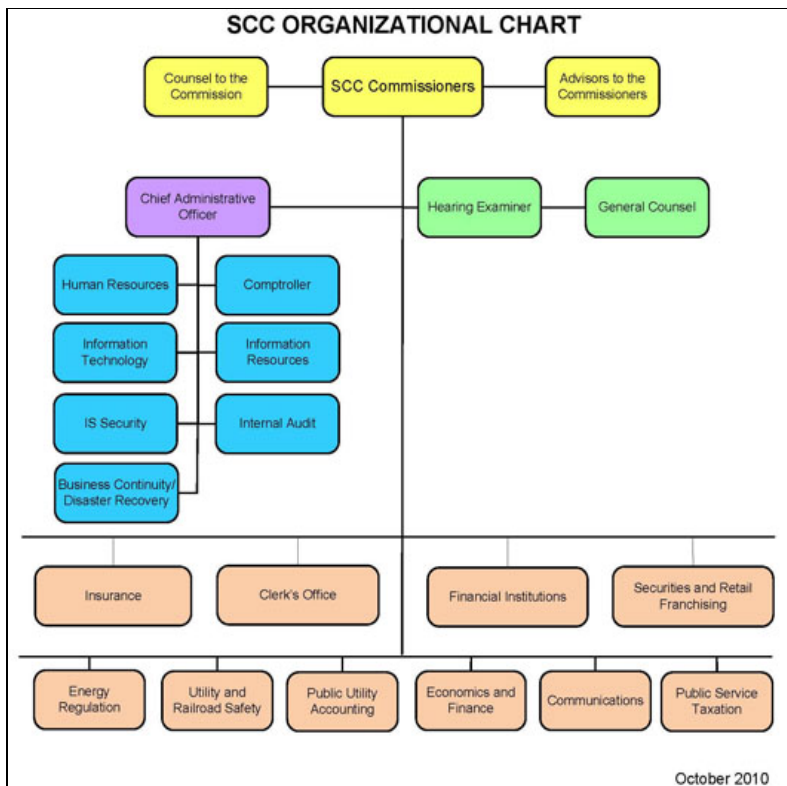 SCC ORGANIZATIONAL CHART
Counsel to the
Commission
SCC Commissioners
Advisors to the
Commissioners
Chief Administrative
Officer
Hearing Examiner
General Counsel
Human Resources
Comptroller
Information
Technology
Information
Resources
IS Security
Internal Audit
Business Continuity/
Disaster Recovery
Insurance
Clerk's Office
Financial Institutions
Securities and Retail
Franchising
Energy
Regulation
Utility and
Railroad Safety
Public Utility
Accounting
Economics and
Finance
Communications
Public Service
Taxation
October 2010